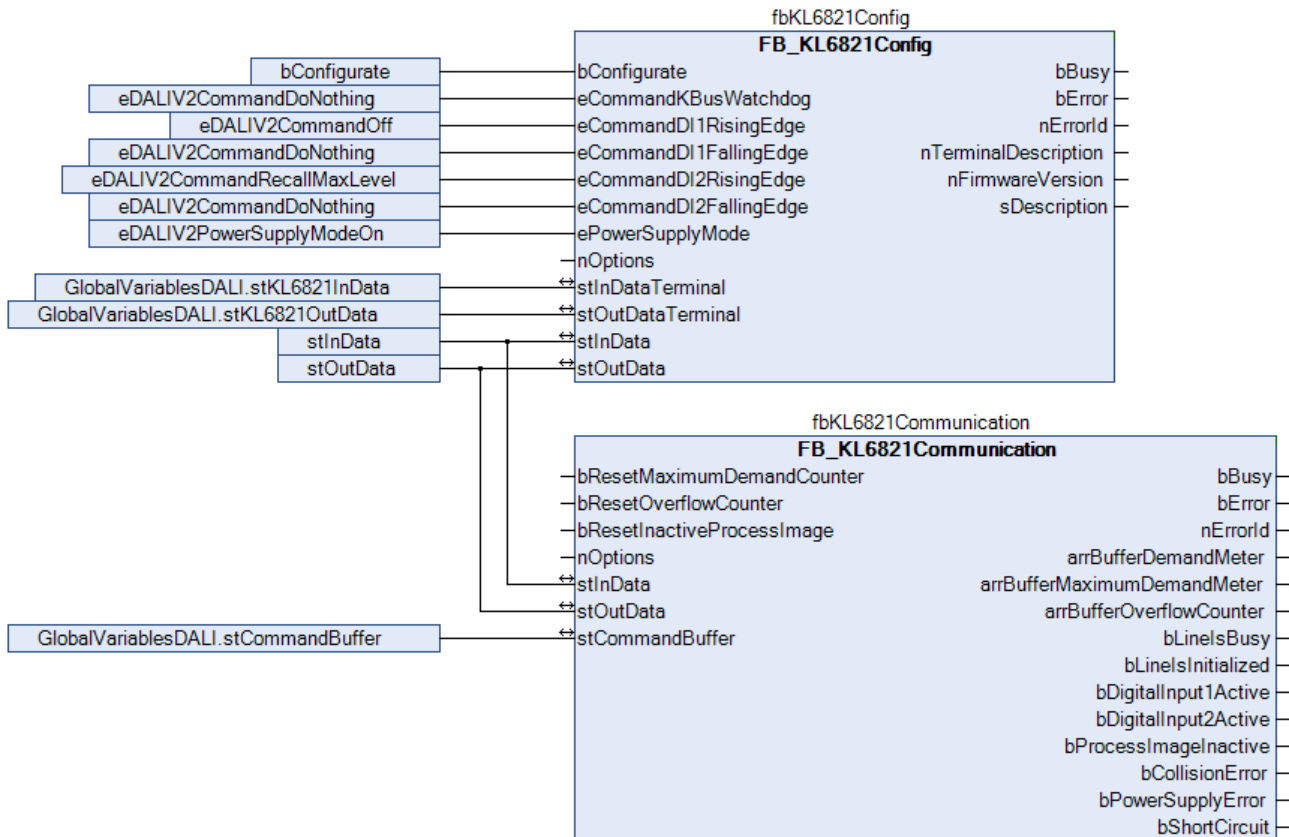 fbKL6821Config
FB_KL6821Config
bConfigurate bConfigurate bBusy
eDALIV2CommandDoNothing eCommandKBusWatchdog bError
eDALIV2CommandOff eCommandDI1RisingEdge nErrorId
eDALIV2CommandDoNothing eCommandDI1FallingEdge nTerminalDescription
eDALIV2CommandRecallMaxLevel eCommandDI2RisingEdge nFirmwareVersion
eDALIV2CommandDoNothing eCommandDI2FallingEdge sDescription
eDALIV2PowerSupplyModeOn ePowerSupplyMode
nOptions
GlobalVariablesDALI.stKL6821InData stInDataTerminal
GlobalVariablesDALI.stKL6821OutData stOutDataTerminal
stInData stInData
stOutData stOutData
fbKL6821Communication
FB_KL6821Communication
bResetMaximumDemandCounter bBusy
bResetOverflowCounter bError
bResetInactiveProcessImage nErrorId
nOptions arrBufferDemandMeter
stInData arrBufferMaximumDemandMeter
stOutData arrBufferOverflowCounter
GlobalVariablesDALI.stCommandBuffer stCommandBuffer bLineIsBusy
bLineIsInitialized
bDigitalInput1Active
bDigitalInput2Active
bProcessImageInactive
bCollisionError
bPowerSupplyError
bShortCircuit